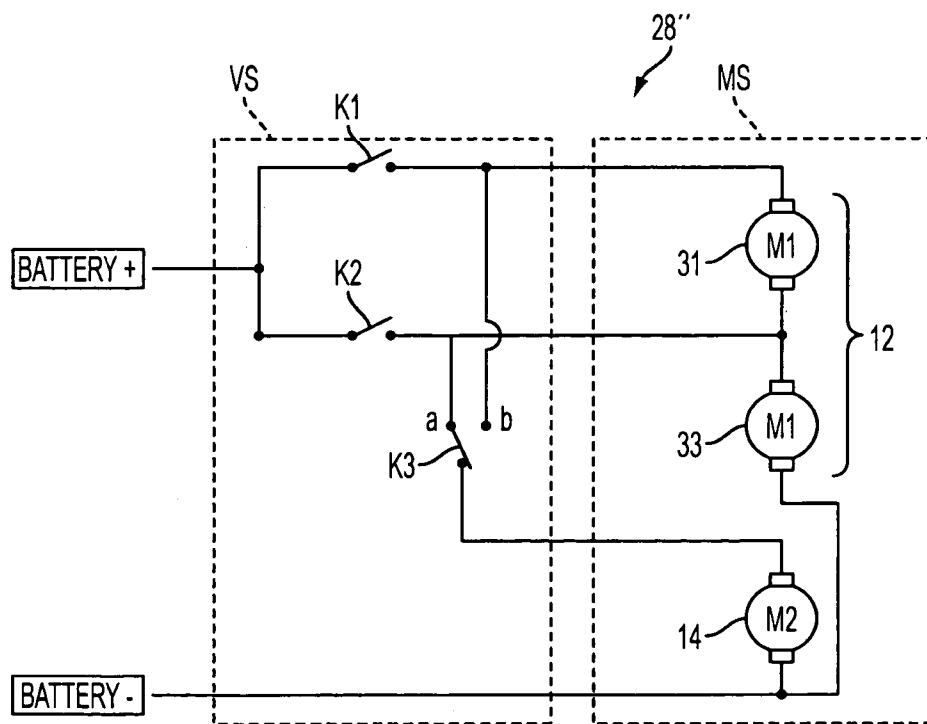 28''
VS
MS
K1
M1
31
BATTERY +
K2
12
a
b
M1
K3
33
M2
14
BATTERY -